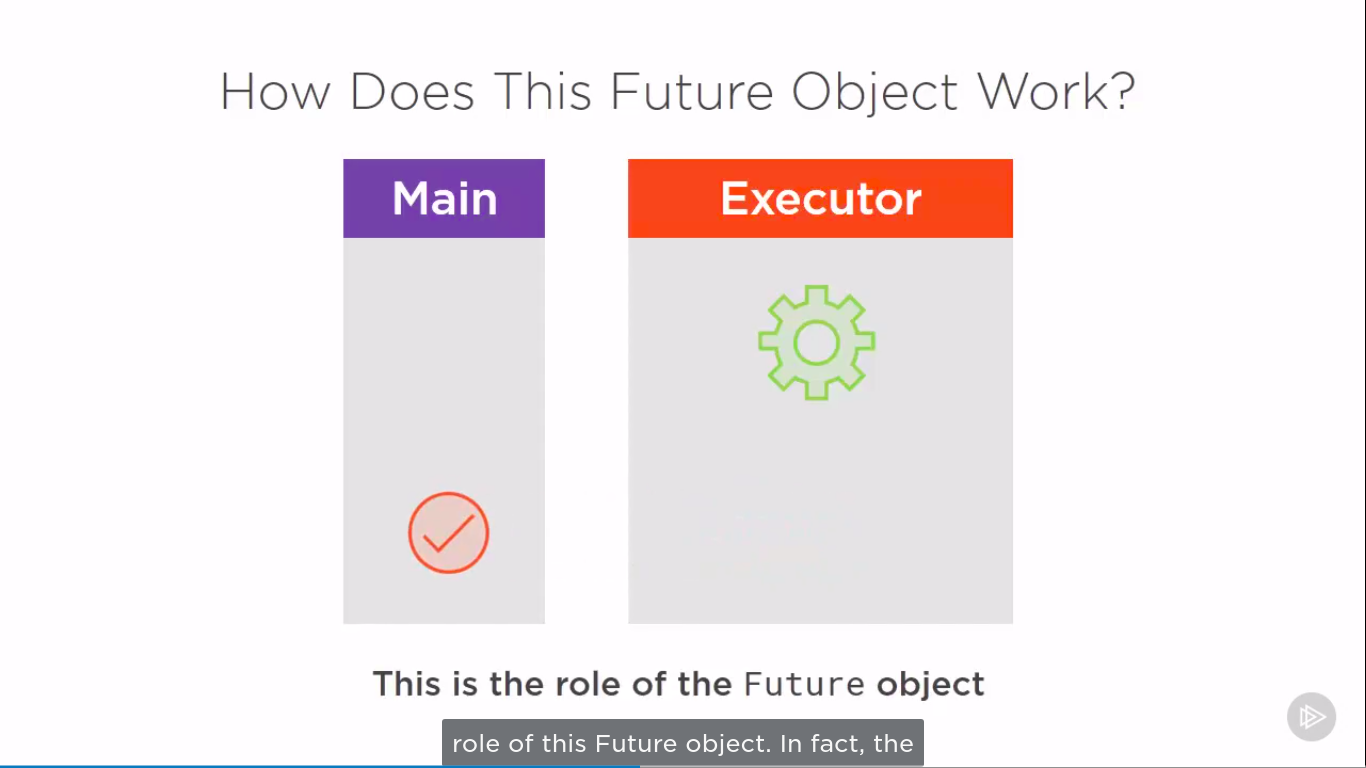 How Does This Future Object Work?
Main
Executor
This is the role of the Future object
role of this Future object. In fact, the